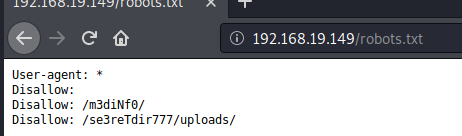 192.168.19.149/robots.txt
192.168.19.149/robots.txt
User-agent: *
Disallow:
Disallow: /m3diNf0/
Disallow: /se3reTdir777/uploads/